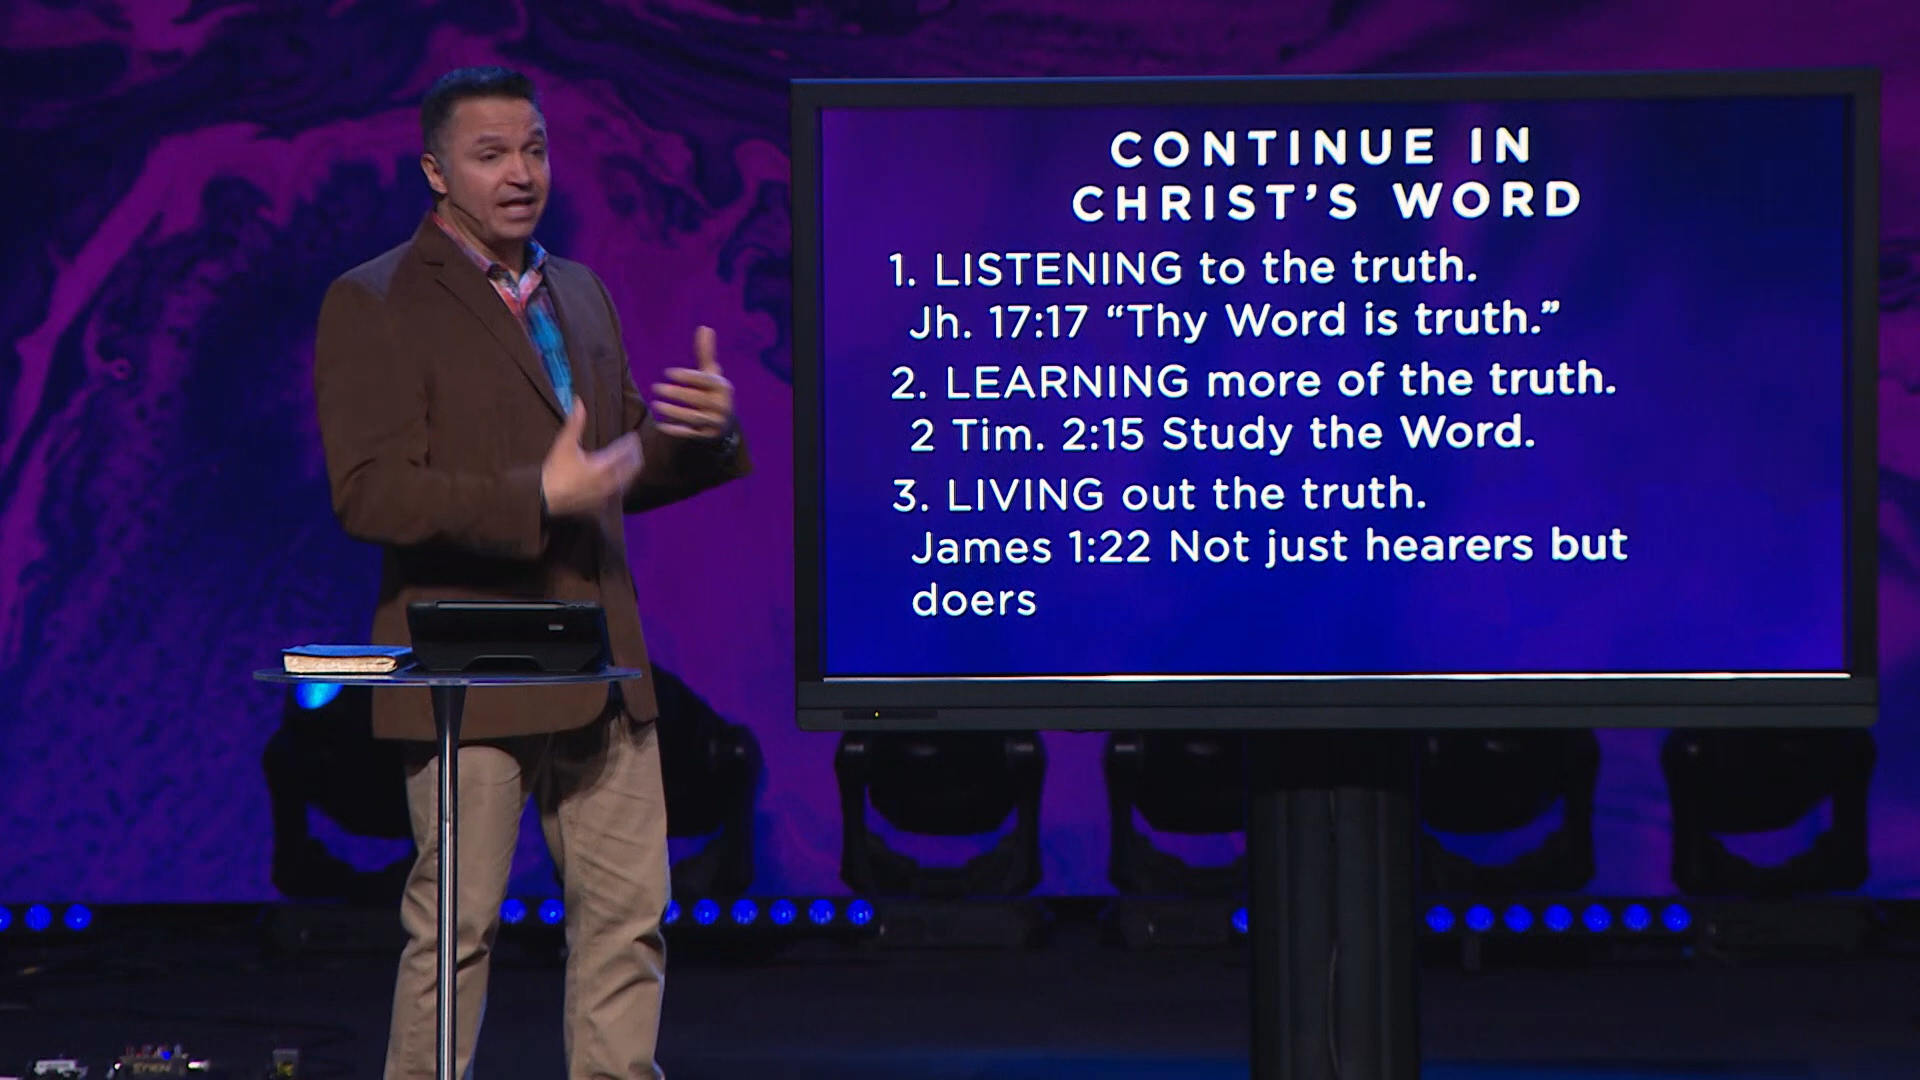 CONTINUE IN
CHRIST’S WORD
1. LISTENING to the truth.
Jh. 17:17 “Thy Word is truth.”
2. LEARNING more of the truth.
2 Tim. 2:15 Study the Word.
3. LIVING out the truth.
James 1:22 Not just hearers but
doers